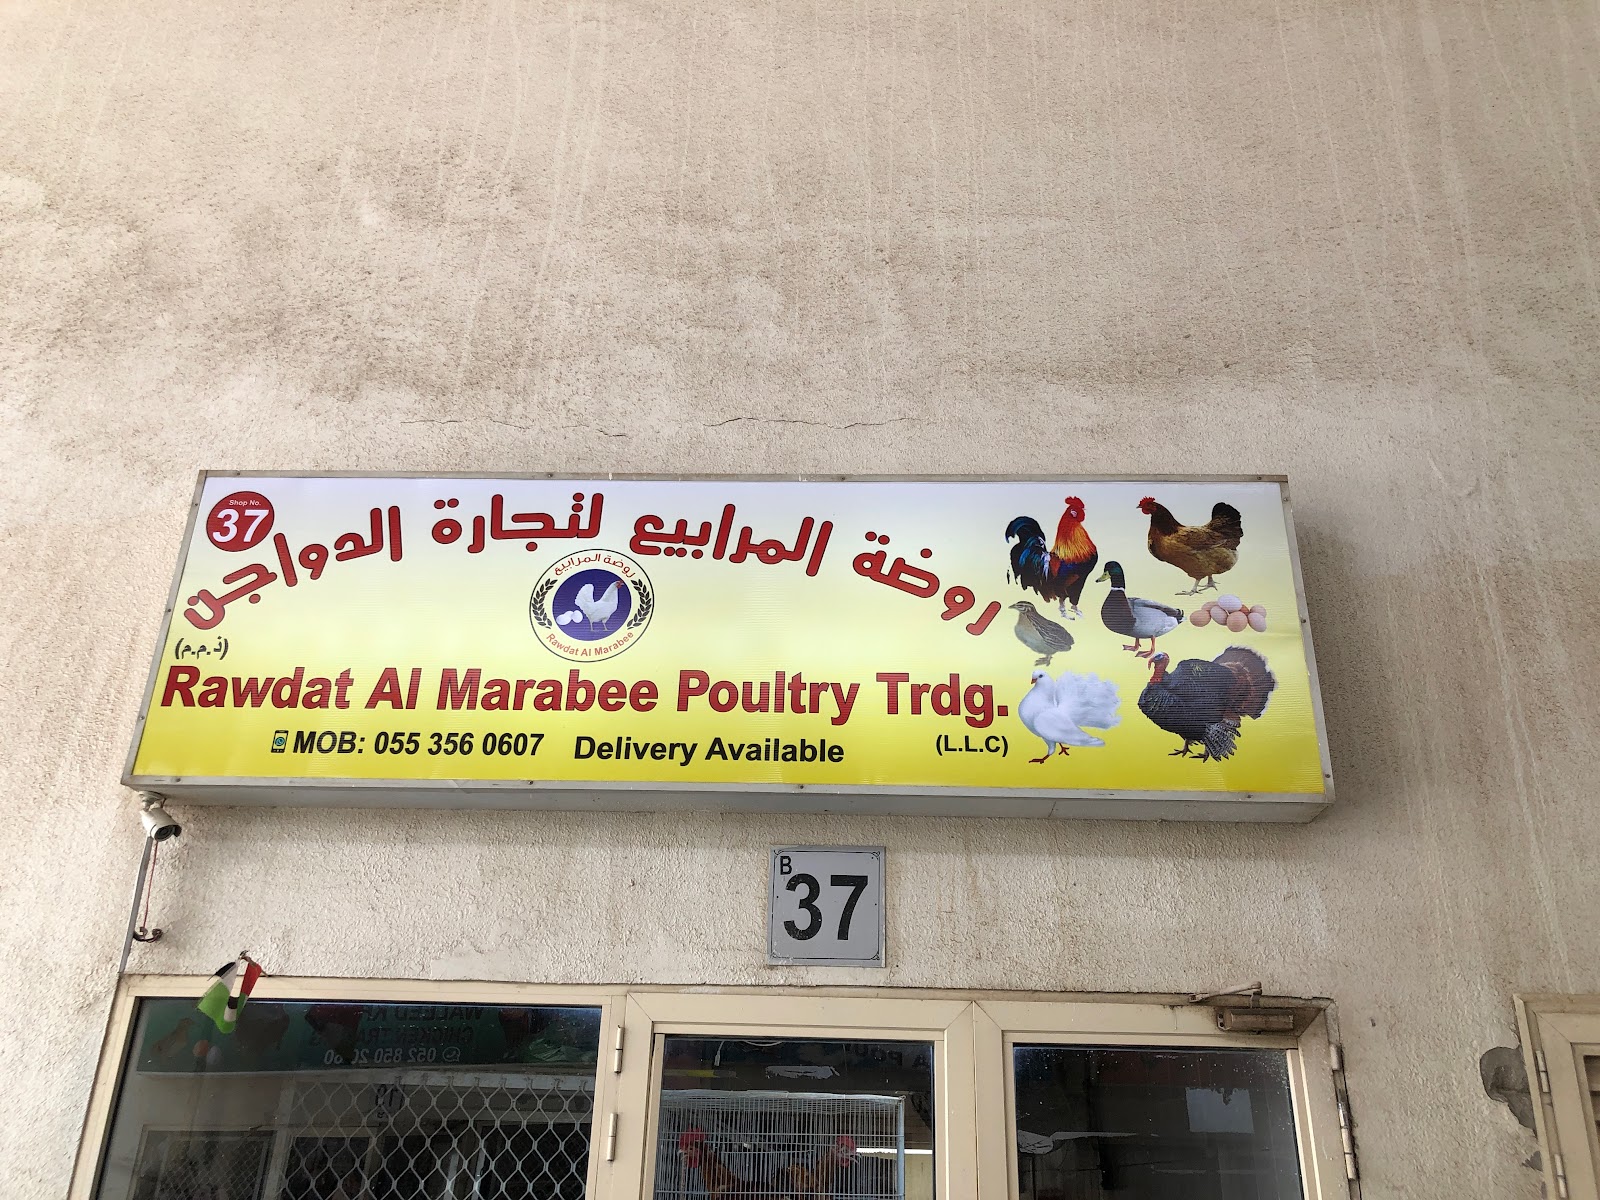 Shop No.
37
روضة المرابيع لتجارة الدواجن
(ذ.م.م)
روضة المرابيع
Rawdat Al Marabee
Rawdat Al Marabee Poultry Trdg.
(L.L.C)
MOB: 055 356 0607 Delivery Available
B
37